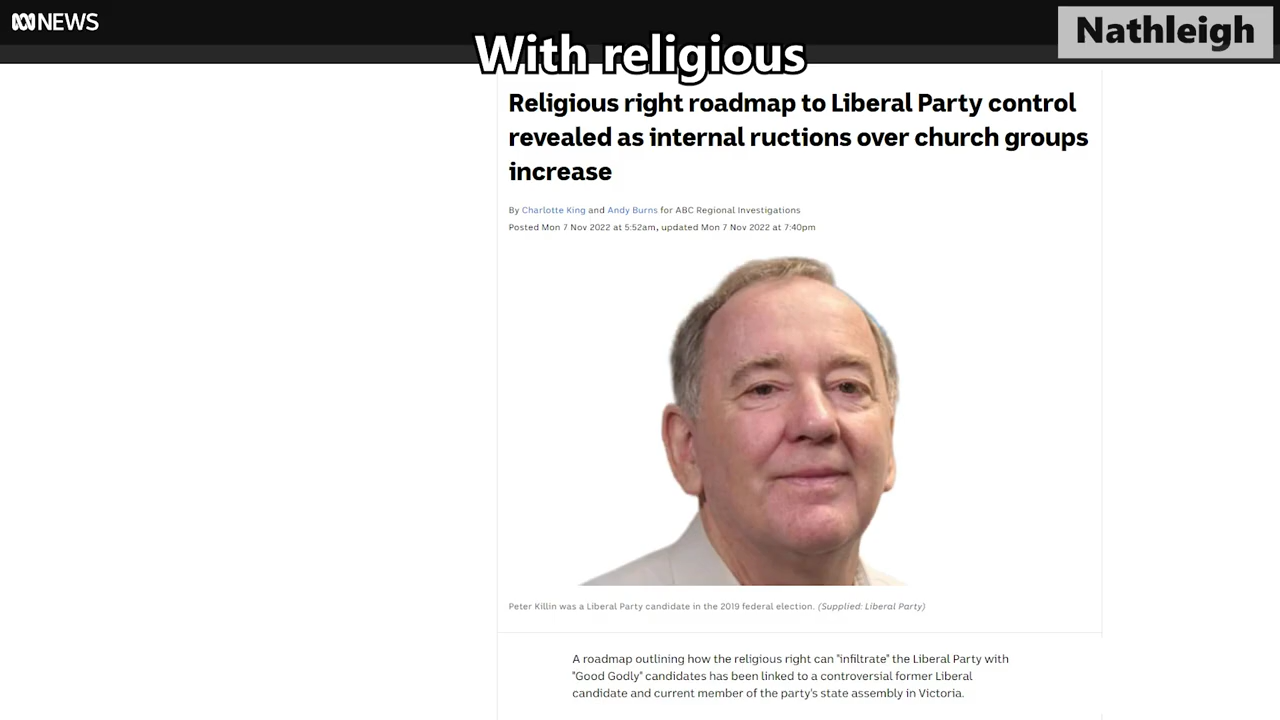 NEWS
Nathleigh
With religious
Religious right roadmap to Liberal Party control
revealed as internal ructions over church groups
increase
By Charlotte King and Andy Burns for ABC Regional Investigations
Posted Mon 7 Nov 2022 at 5:52am, updated Mon 7 Nov 2022 at 7:40pm
Peter Killin was a Liberal Party candidate in the 2019 federal election. (Supplied: Liberal Party)
A roadmap outlining how the religious right can "infiltrate" the Liberal Party with
"Good Godly" candidates has been linked to a controversial former Liberal
candidate and current member of the party's state assembly in Victoria.